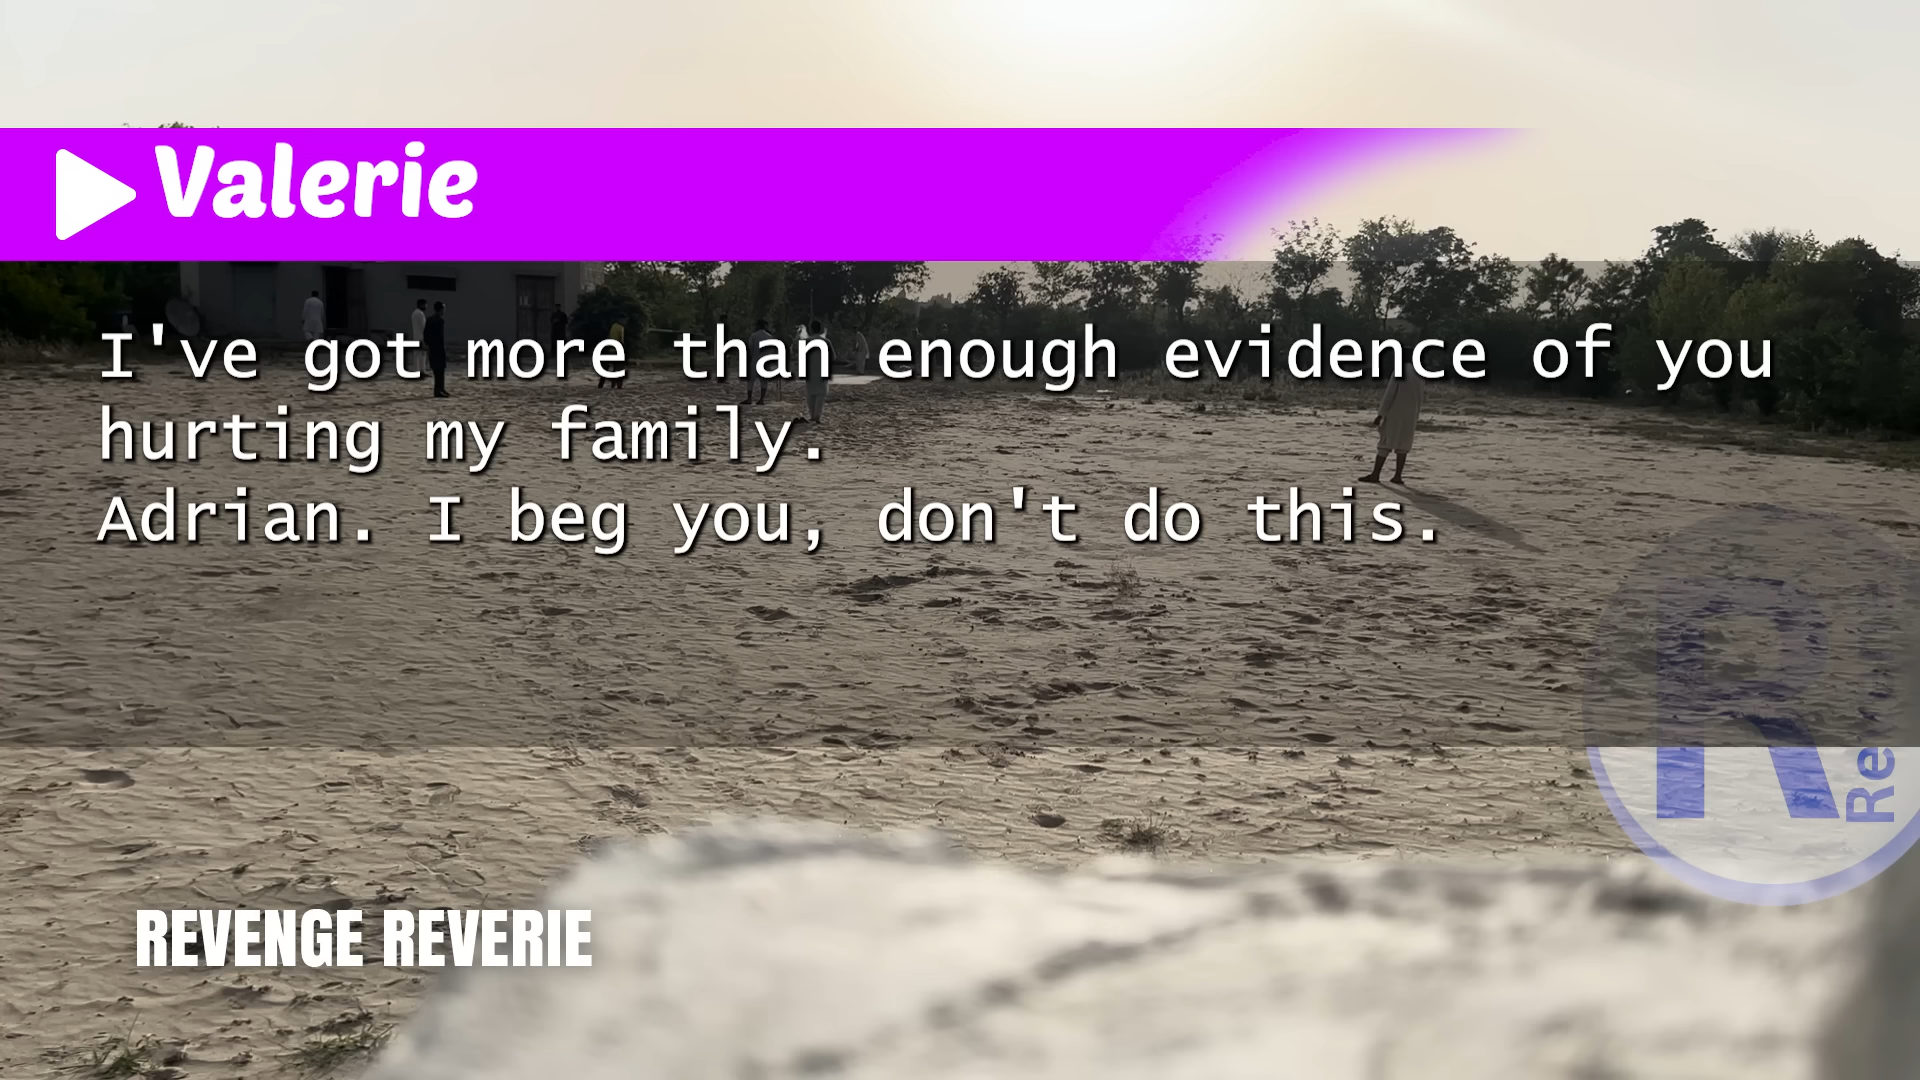 Valerie
I've got more than enough evidence of you
hurting my family.
Adrian. I beg you, don't do this.
R
REVENGE REVERIE